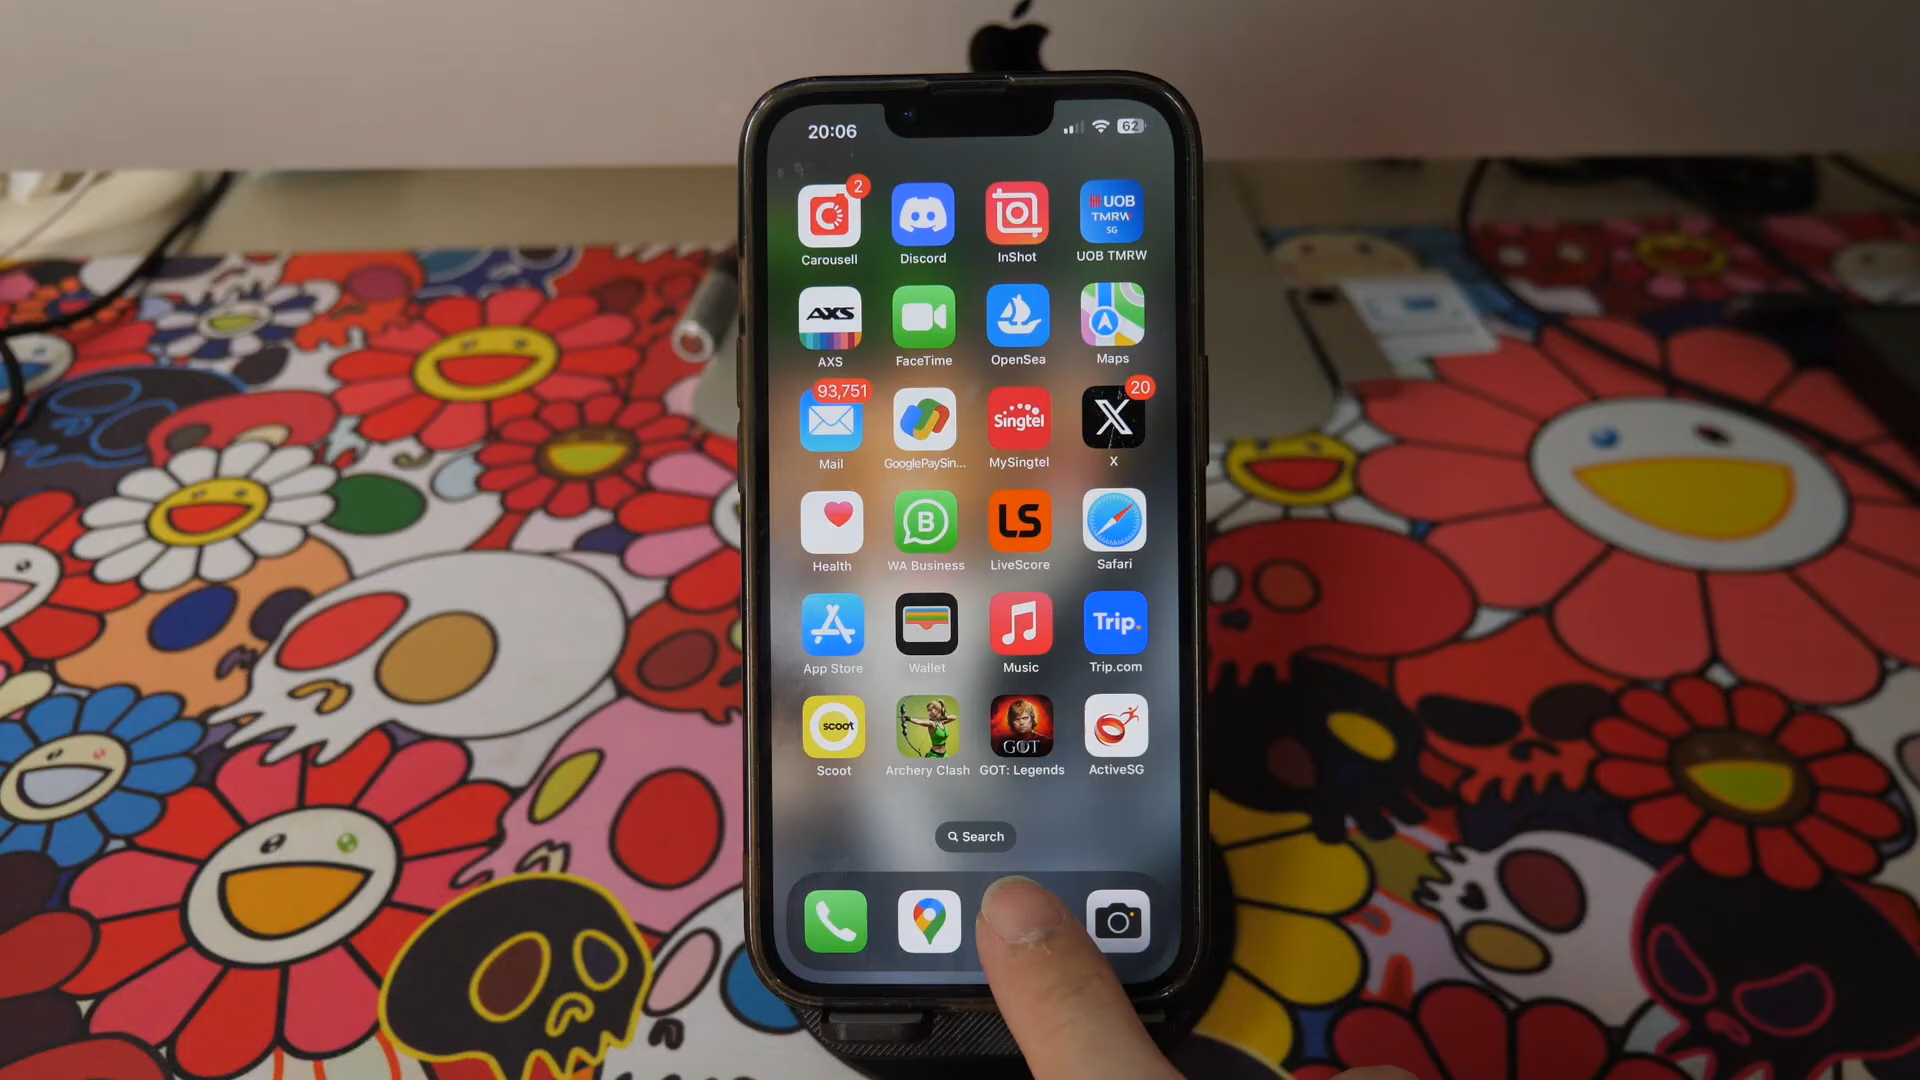 20:06
62
2
UOB
TMRW
SG
Carousell
Discord
InShot
UOB TMRW
AXS
AXS
FaceTime
OpenSea
Maps
93,751
Singtel
20
X
Mail
GooglePaySin...
MySingtel
X
B
LS
Health
WA Business
LiveScore
Safari
Trip.
App Store
Wallet
Music
Trip.com
scoot
GOT
Scoot
Archery Clash
GOT: Legends
ActiveSG
Search